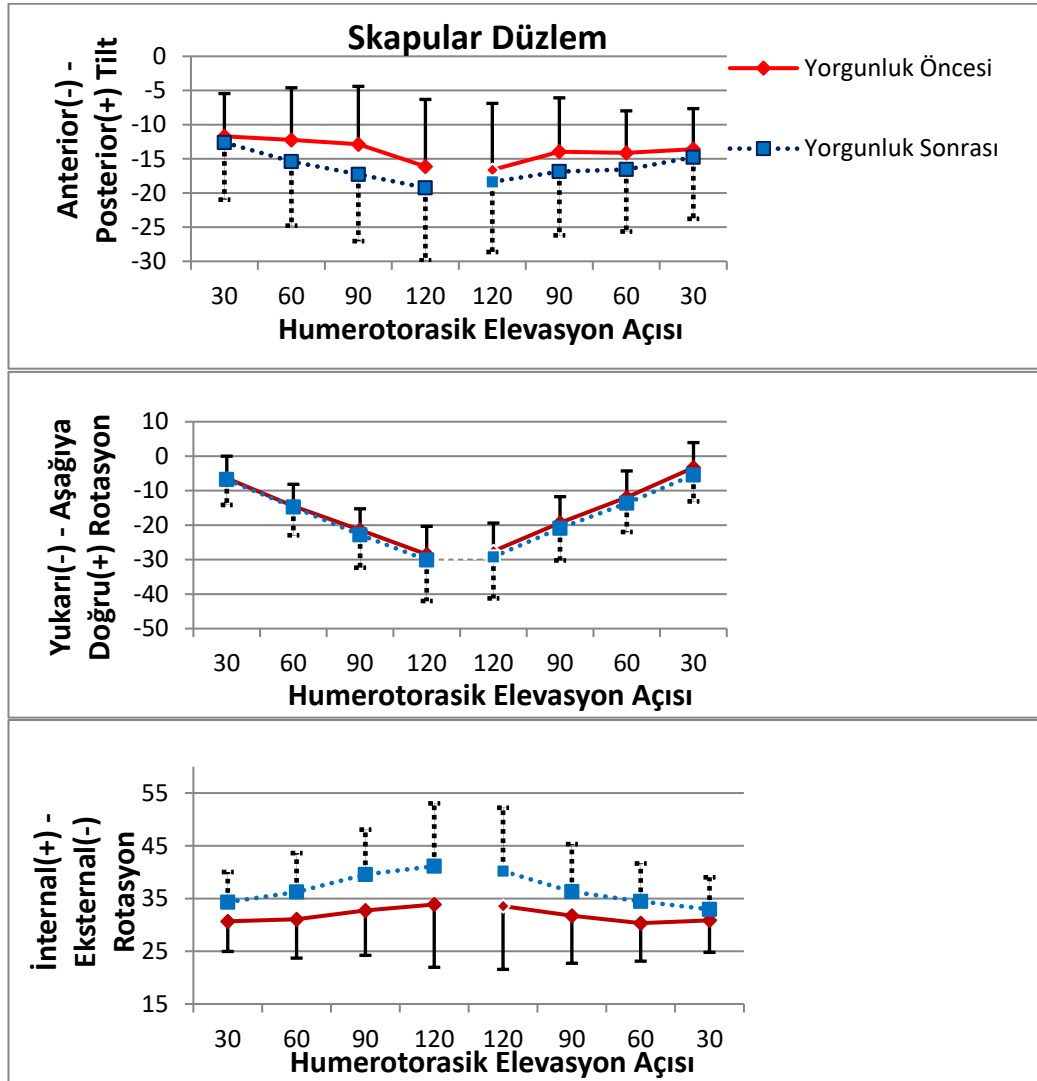 Skapular Düzlem
Anterior(-) -
Posterior(+) Tilt
0
-5
-10
-15
-20
-25
-30
30 60 90 120 120 90 60 30
Humerotorasik Elevasyon Açısı
Yorgunluk Öncesi
Yorgunluk Sonrası
Yukarı(-) - Aşağıya
Doğru(+) Rotasyon
10
0
-10
-20
-30
-40
-50
30 60 90 120 120 90 60 30
Humerotorasik Elevasyon Açısı
İnternal(+) -
Eksternal(-)
Rotasyon
55
45
35
25
15
30 60 90 120 120 90 60 30
Humerotorasik Elevasyon Açısı